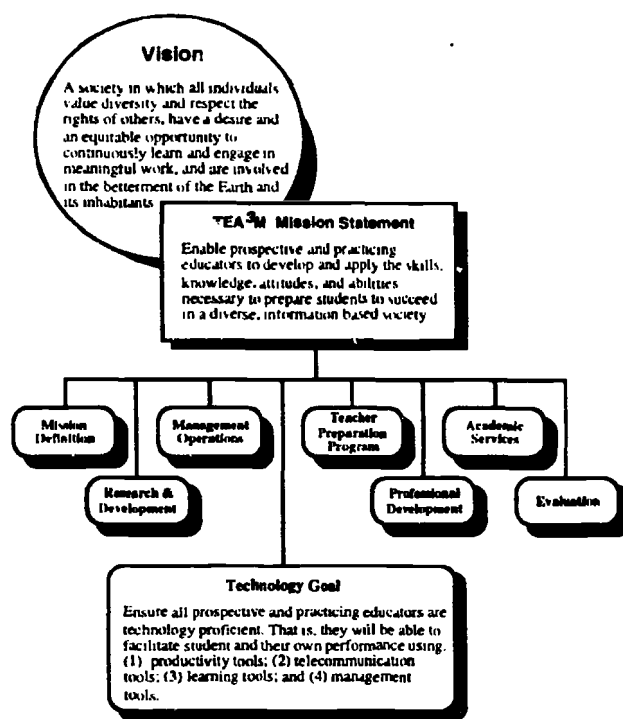 Vision
A society in which all individuals
value diversity and respect the
rights of others, have a desire and
an equitable opportunity to
continuously learn and engage in
meaningful work, and are involved
in the betterment of the Earth and
its inhabitants
TEA³M Mission Statement
Enable prospective and practicing
educators to develop and apply the skills,
knowledge, attitudes, and abilities
necessary to prepare students to succeed
in a diverse, information based society
Mission
Definition
Management
Operations
Teacher
Preparation
Program
Academic
Services
Research &
Development
Professional
Development
Evaluation
Technology Goal
Ensure all prospective and practicing educators are
technology proficient. That is, they will be able to
facilitate student and their own performance using.
(1) productivity tools; (2) telecommunication
tools; (3) learning tools; and (4) management
tools.